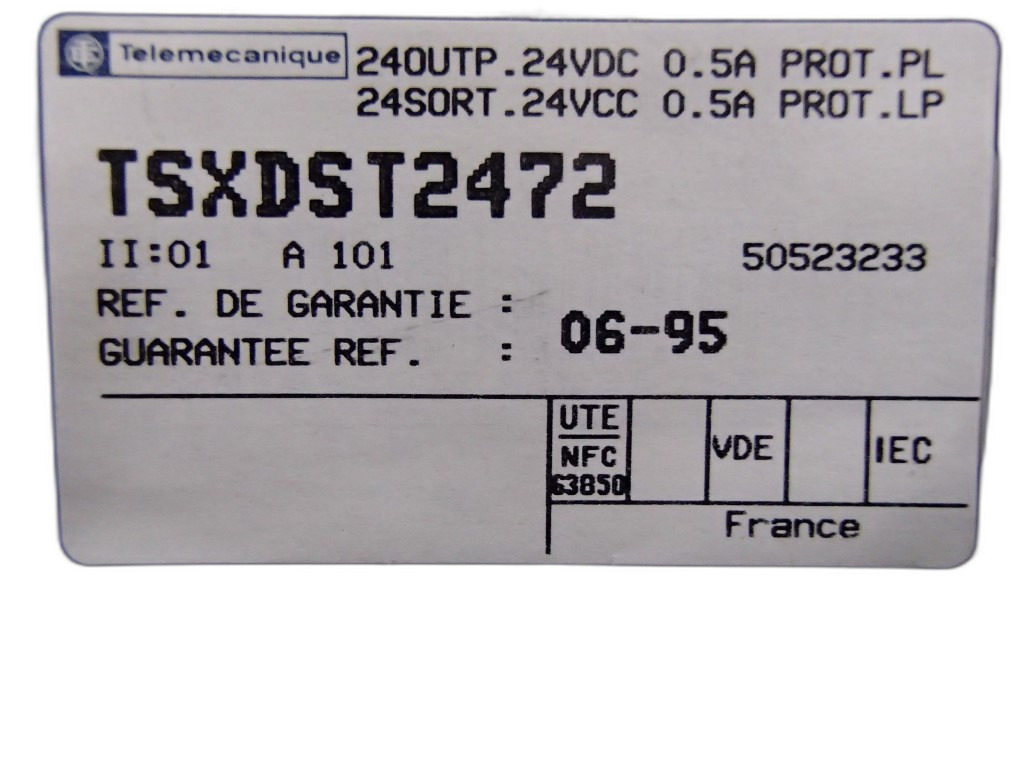 Telemecanique 24OUTP.24VDC 0.5A PROT.PL
24SORT.24VCC 0.5A PROT.LP
TSXDST2472
II:01 A 101 50523233
REF. DE GARANTIE :
GUARANTEE REF. : 06-95
UTE
NFC VDE IEC
63850
France